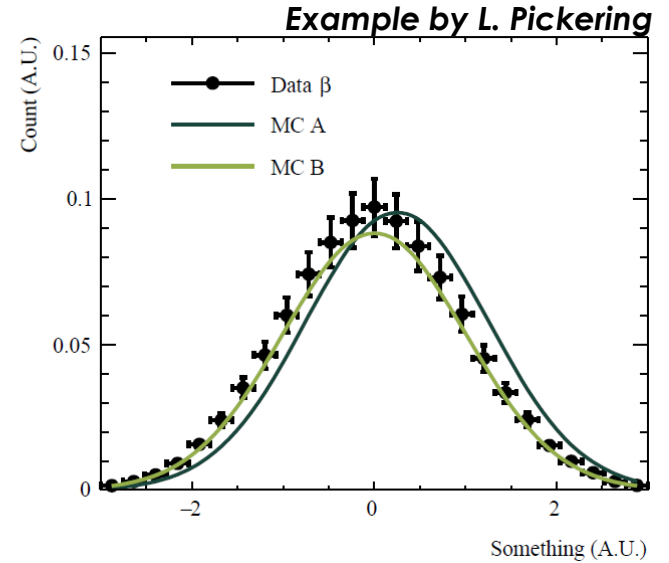 Example by L. Pickering
Count (A.U.)
0.15
0.1
0.05
0
Data β
MC A
MC B
−2
0
2
Something (A.U.)